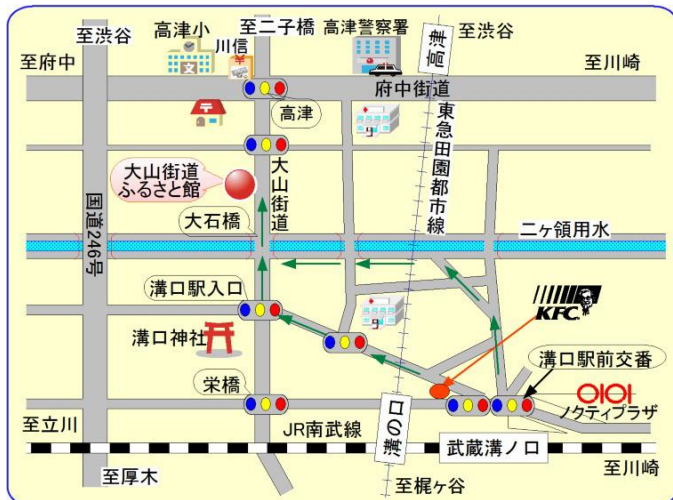 至渋谷
高津小
至二子橋
高津警察署
至渋谷
川信
文
高津
至府中
至川崎
府中街道
高津
東急田園都市線
大山街道
大山街道
ふるさと館
国道246号
大石橋
二ヶ領用水
溝口駅入口
KFC
溝口神社
溝口駅前交番
栄橋
OIOI
ノクティプラザ
至立川
JR南武線
溝の口
武蔵溝ノ口
至川崎
至厚木
至梶ヶ谷